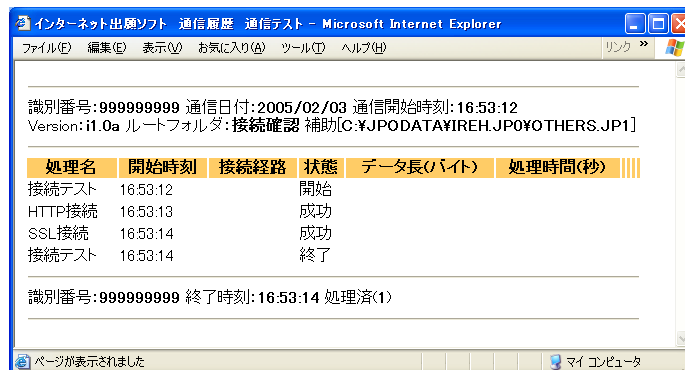 インターネット出願ソフト 通信履歴 通信テスト - Microsoft Internet Explorer
ファイル(F) 編集(E) 表示(V) お気に入り(A) ツール(T) ヘルプ(H) リンク »
識別番号:999999999 通信日付:2005/02/03 通信開始時刻:16:53:12
Version:i1.0a ルートフォルダ:接続確認 補助[C:¥JPODATA¥IREH.JP0¥OTHERS.JP1]
処理名 開始時刻 接続経路 状態 データ長(バイト) 処理時間(秒)
接続テスト 16:53:12 開始
HTTP接続 16:53:13 成功
SSL接続 16:53:14 成功
接続テスト 16:53:14 終了
識別番号:999999999 終了時刻:16:53:14 処理済(1)
ページが表示されました マイ コンピュータ